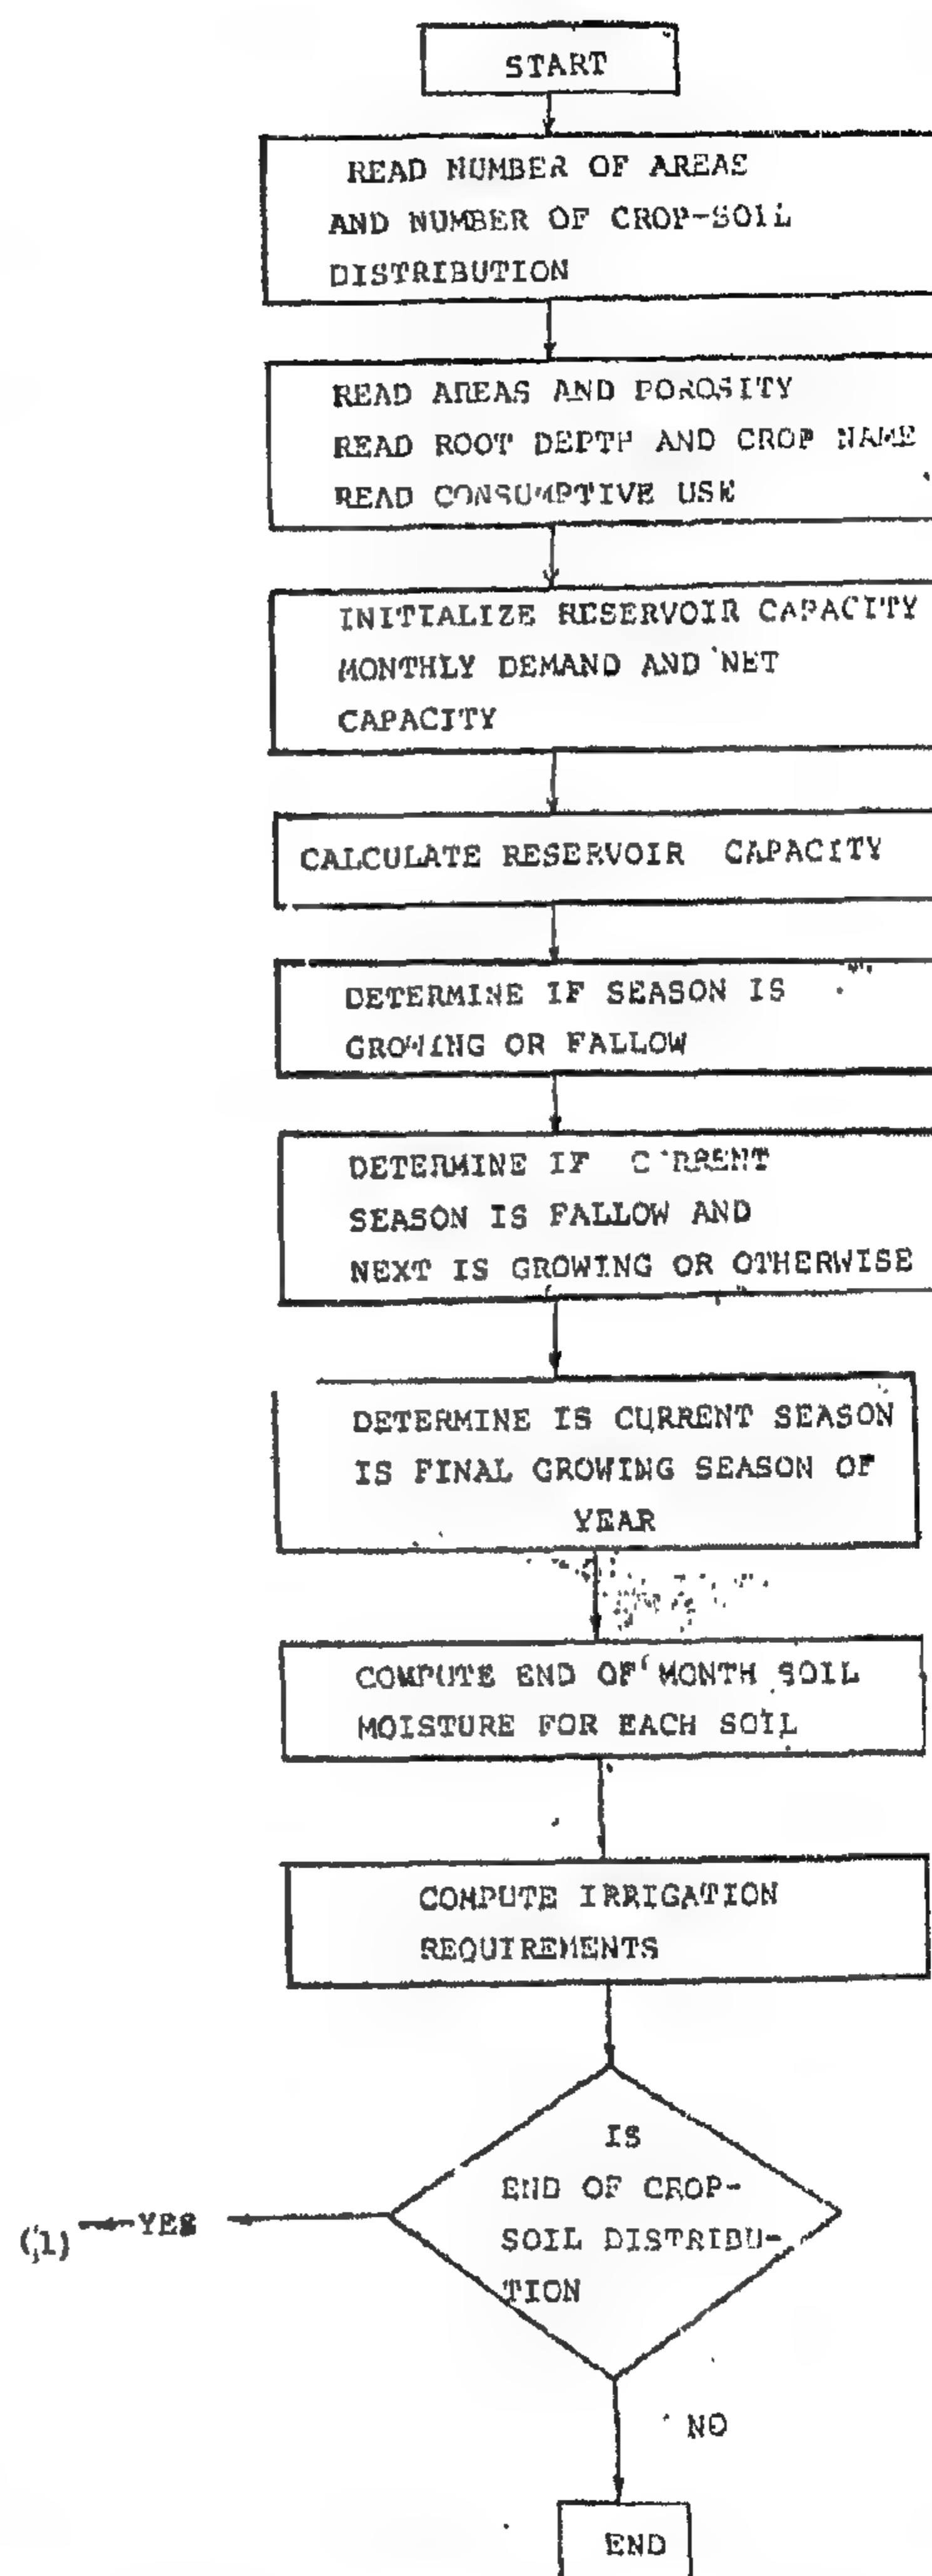 START
READ NUMBER OF AREAS
AND NUMBER OF CROP-SOIL
DISTRIBUTION
READ AREAS AND POROSITY
READ ROOT DEPTH AND CROP NAME
READ CONSUMPTIVE USE
INITIALIZE RESERVOIR CAPACITY
MONTHLY DEMAND AND NET
CAPACITY
CALCULATE RESERVOIR CAPACITY
DETERMINE IF SEASON IS
GROWING OR FALLOW
DETERMINE IF CURRENT
SEASON IS FALLOW AND
NEXT IS GROWING OR OTHERWISE
DETERMINE IS CURRENT SEASON
IS FINAL GROWING SEASON OF
YEAR
COMPUTE END OF MONTH SOIL
MOISTURE FOR EACH SOIL
COMPUTE IRRIGATION
REQUIREMENTS
IS
END OF CROP-
SOIL DISTRIBU-
TION
(1) YES
NO
END